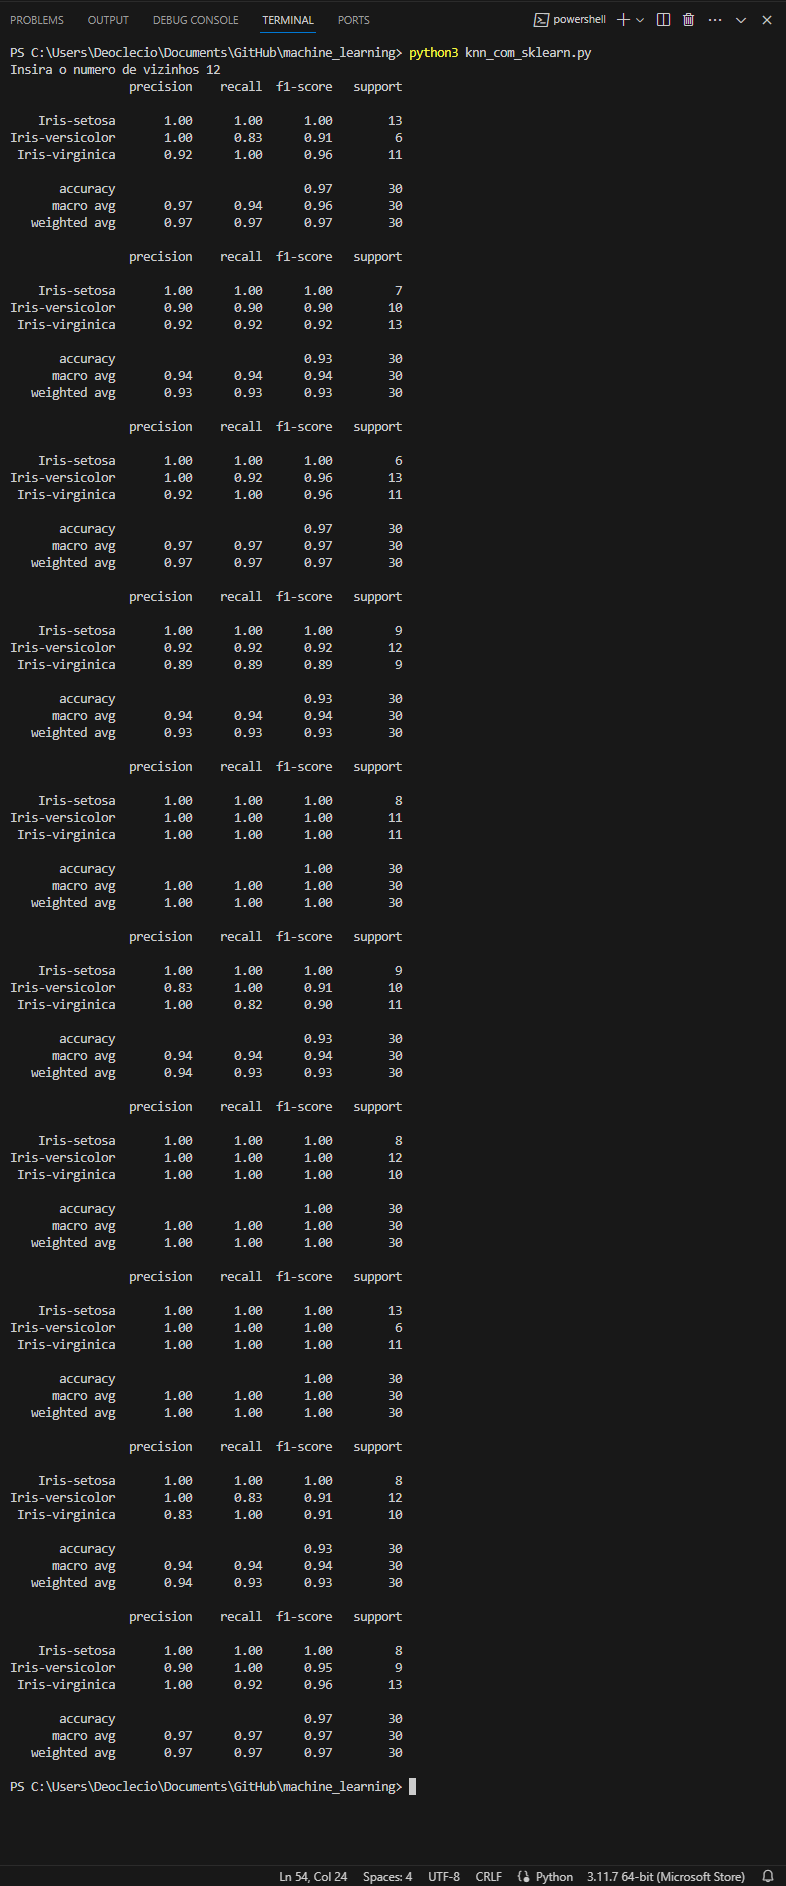 PROBLEMS OUTPUT DEBUG CONSOLE TERMINAL PORTS powershell
PS C:\Users\Deoclecio\Documents\GitHub\machine_learning> python3 knn_com_sklearn.py
Insira o numero de vizinhos 12
precision recall f1-score support
Iris-setosa 1.00 1.00 1.00 13
Iris-versicolor 1.00 0.83 0.91 6
Iris-virginica 0.92 1.00 0.96 11
accuracy 0.97 30
macro avg 0.97 0.94 0.96 30
weighted avg 0.97 0.97 0.97 30
precision recall f1-score support
Iris-setosa 1.00 1.00 1.00 7
Iris-versicolor 0.90 0.90 0.90 10
Iris-virginica 0.92 0.92 0.92 13
accuracy 0.93 30
macro avg 0.94 0.94 0.94 30
weighted avg 0.93 0.93 0.93 30
precision recall f1-score support
Iris-setosa 1.00 1.00 1.00 6
Iris-versicolor 1.00 0.92 0.96 13
Iris-virginica 0.92 1.00 0.96 11
accuracy 0.97 30
macro avg 0.97 0.97 0.97 30
weighted avg 0.97 0.97 0.97 30
precision recall f1-score support
Iris-setosa 1.00 1.00 1.00 9
Iris-versicolor 0.92 0.92 0.92 12
Iris-virginica 0.89 0.89 0.89 9
accuracy 0.93 30
macro avg 0.94 0.94 0.94 30
weighted avg 0.93 0.93 0.93 30
precision recall f1-score support
Iris-setosa 1.00 1.00 1.00 8
Iris-versicolor 1.00 1.00 1.00 11
Iris-virginica 1.00 1.00 1.00 11
accuracy 1.00 30
macro avg 1.00 1.00 1.00 30
weighted avg 1.00 1.00 1.00 30
precision recall f1-score support
Iris-setosa 1.00 1.00 1.00 9
Iris-versicolor 0.83 1.00 0.91 10
Iris-virginica 1.00 0.82 0.90 11
accuracy 0.93 30
macro avg 0.94 0.94 0.94 30
weighted avg 0.94 0.93 0.93 30
precision recall f1-score support
Iris-setosa 1.00 1.00 1.00 8
Iris-versicolor 1.00 1.00 1.00 12
Iris-virginica 1.00 1.00 1.00 10
accuracy 1.00 30
macro avg 1.00 1.00 1.00 30
weighted avg 1.00 1.00 1.00 30
precision recall f1-score support
Iris-setosa 1.00 1.00 1.00 13
Iris-versicolor 1.00 1.00 1.00 6
Iris-virginica 1.00 1.00 1.00 11
accuracy 1.00 30
macro avg 1.00 1.00 1.00 30
weighted avg 1.00 1.00 1.00 30
precision recall f1-score support
Iris-setosa 1.00 1.00 1.00 8
Iris-versicolor 1.00 0.83 0.91 12
Iris-virginica 0.83 1.00 0.91 10
accuracy 0.93 30
macro avg 0.94 0.94 0.94 30
weighted avg 0.94 0.93 0.93 30
precision recall f1-score support
Iris-setosa 1.00 1.00 1.00 8
Iris-versicolor 0.90 1.00 0.95 9
Iris-virginica 1.00 0.92 0.96 13
accuracy 0.97 30
macro avg 0.97 0.97 0.97 30
weighted avg 0.97 0.97 0.97 30
PS C:\Users\Deoclecio\Documents\GitHub\machine_learning>
Ln 54, Col 24 Spaces: 4 UTF-8 CRLF Python 3.11.7 64-bit (Microsoft Store)